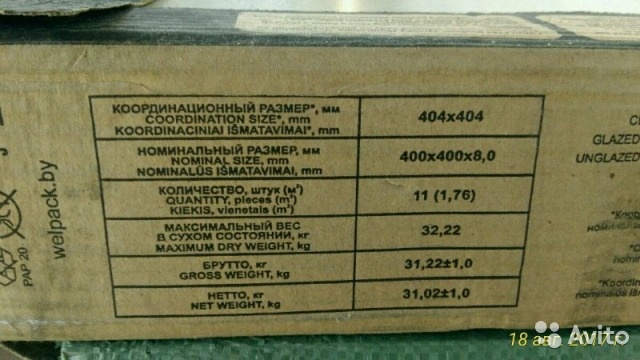 КООРДИНАЦИОННЫЙ РАЗМЕР*, мм
COORDINATION SIZE*, mm
KOORDINACINIAI IŠMATAVIMAI*, mm
404x404
НОМИНАЛЬНЫЙ РАЗМЕР, мм
NOMINAL SIZE, mm
NOMINALŪS IŠMATAVIMAI, mm
400x400x8,0
КОЛИЧЕСТВО, штук (м²)
QUANTITY, pieces (m²)
KIEKIS, vienetais (m²)
11 (1,76)
МАКСИМАЛЬНЫЙ ВЕС
В СУХОМ СОСТОЯНИИ, кг
MAXIMUM DRY WEIGHT, kg
32,22
БРУТТО, кг
GROSS WEIGHT, kg
31,22±1,0
НЕТТО, кг
NET WEIGHT, kg
31,02±1,0
welpack.by
PAP 20
GLAZED
UNGLAZED
18 авг. 2017 г.
Avito